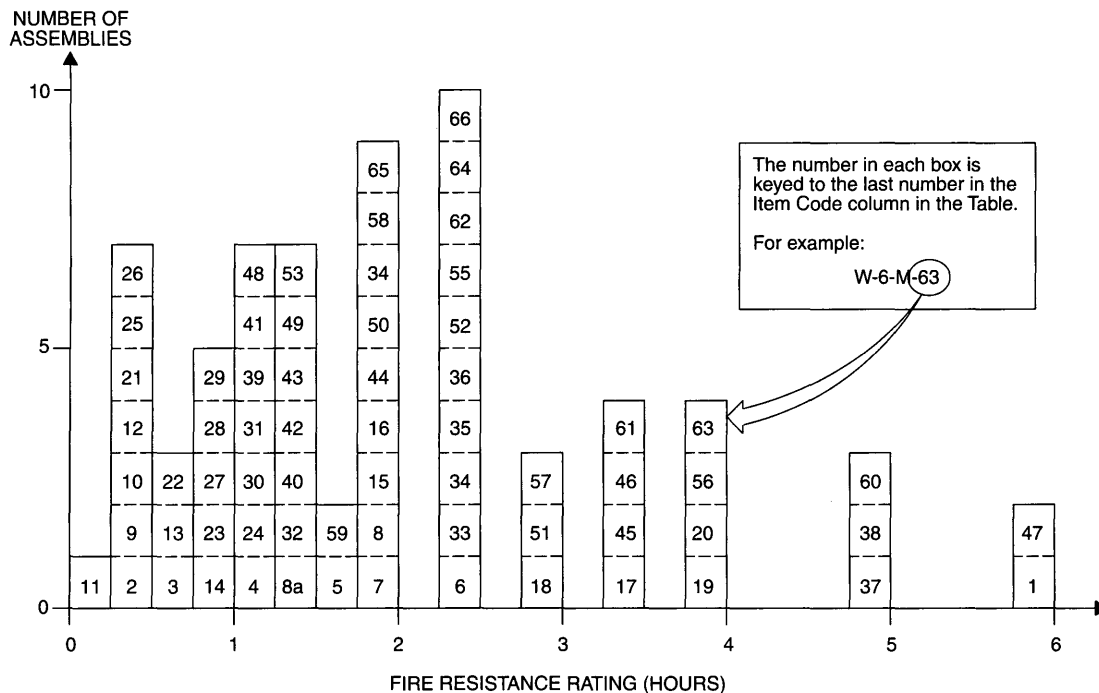 NUMBER OF
ASSEMBLIES
10
66
65 64
58 62
26 48 53 34 55
25 41 49 50 52
5
21 29 39 43 44 36
12 28 31 42 16 35 61 63
10 22 27 30 40 15 34 57 46 56 60
9 13 23 24 32 59 8 33 51 45 20 38 47
11 2 3 14 4 8a 5 7 6 18 17 19 37 1
0
0 1 2 3 4 5 6
FIRE RESISTANCE RATING (HOURS)
The number in each box is
keyed to the last number in the
Item Code column in the Table.
For example:
W-6-M-63